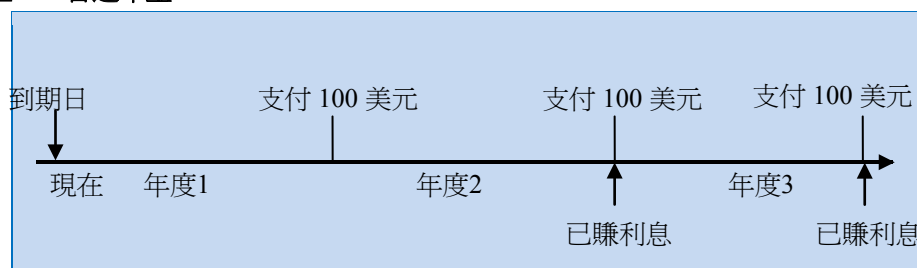 到期日 支付 100 美元 支付 100 美元 支付 100 美元
現在 年度1 年度2 年度3
已賺利息 已賺利息